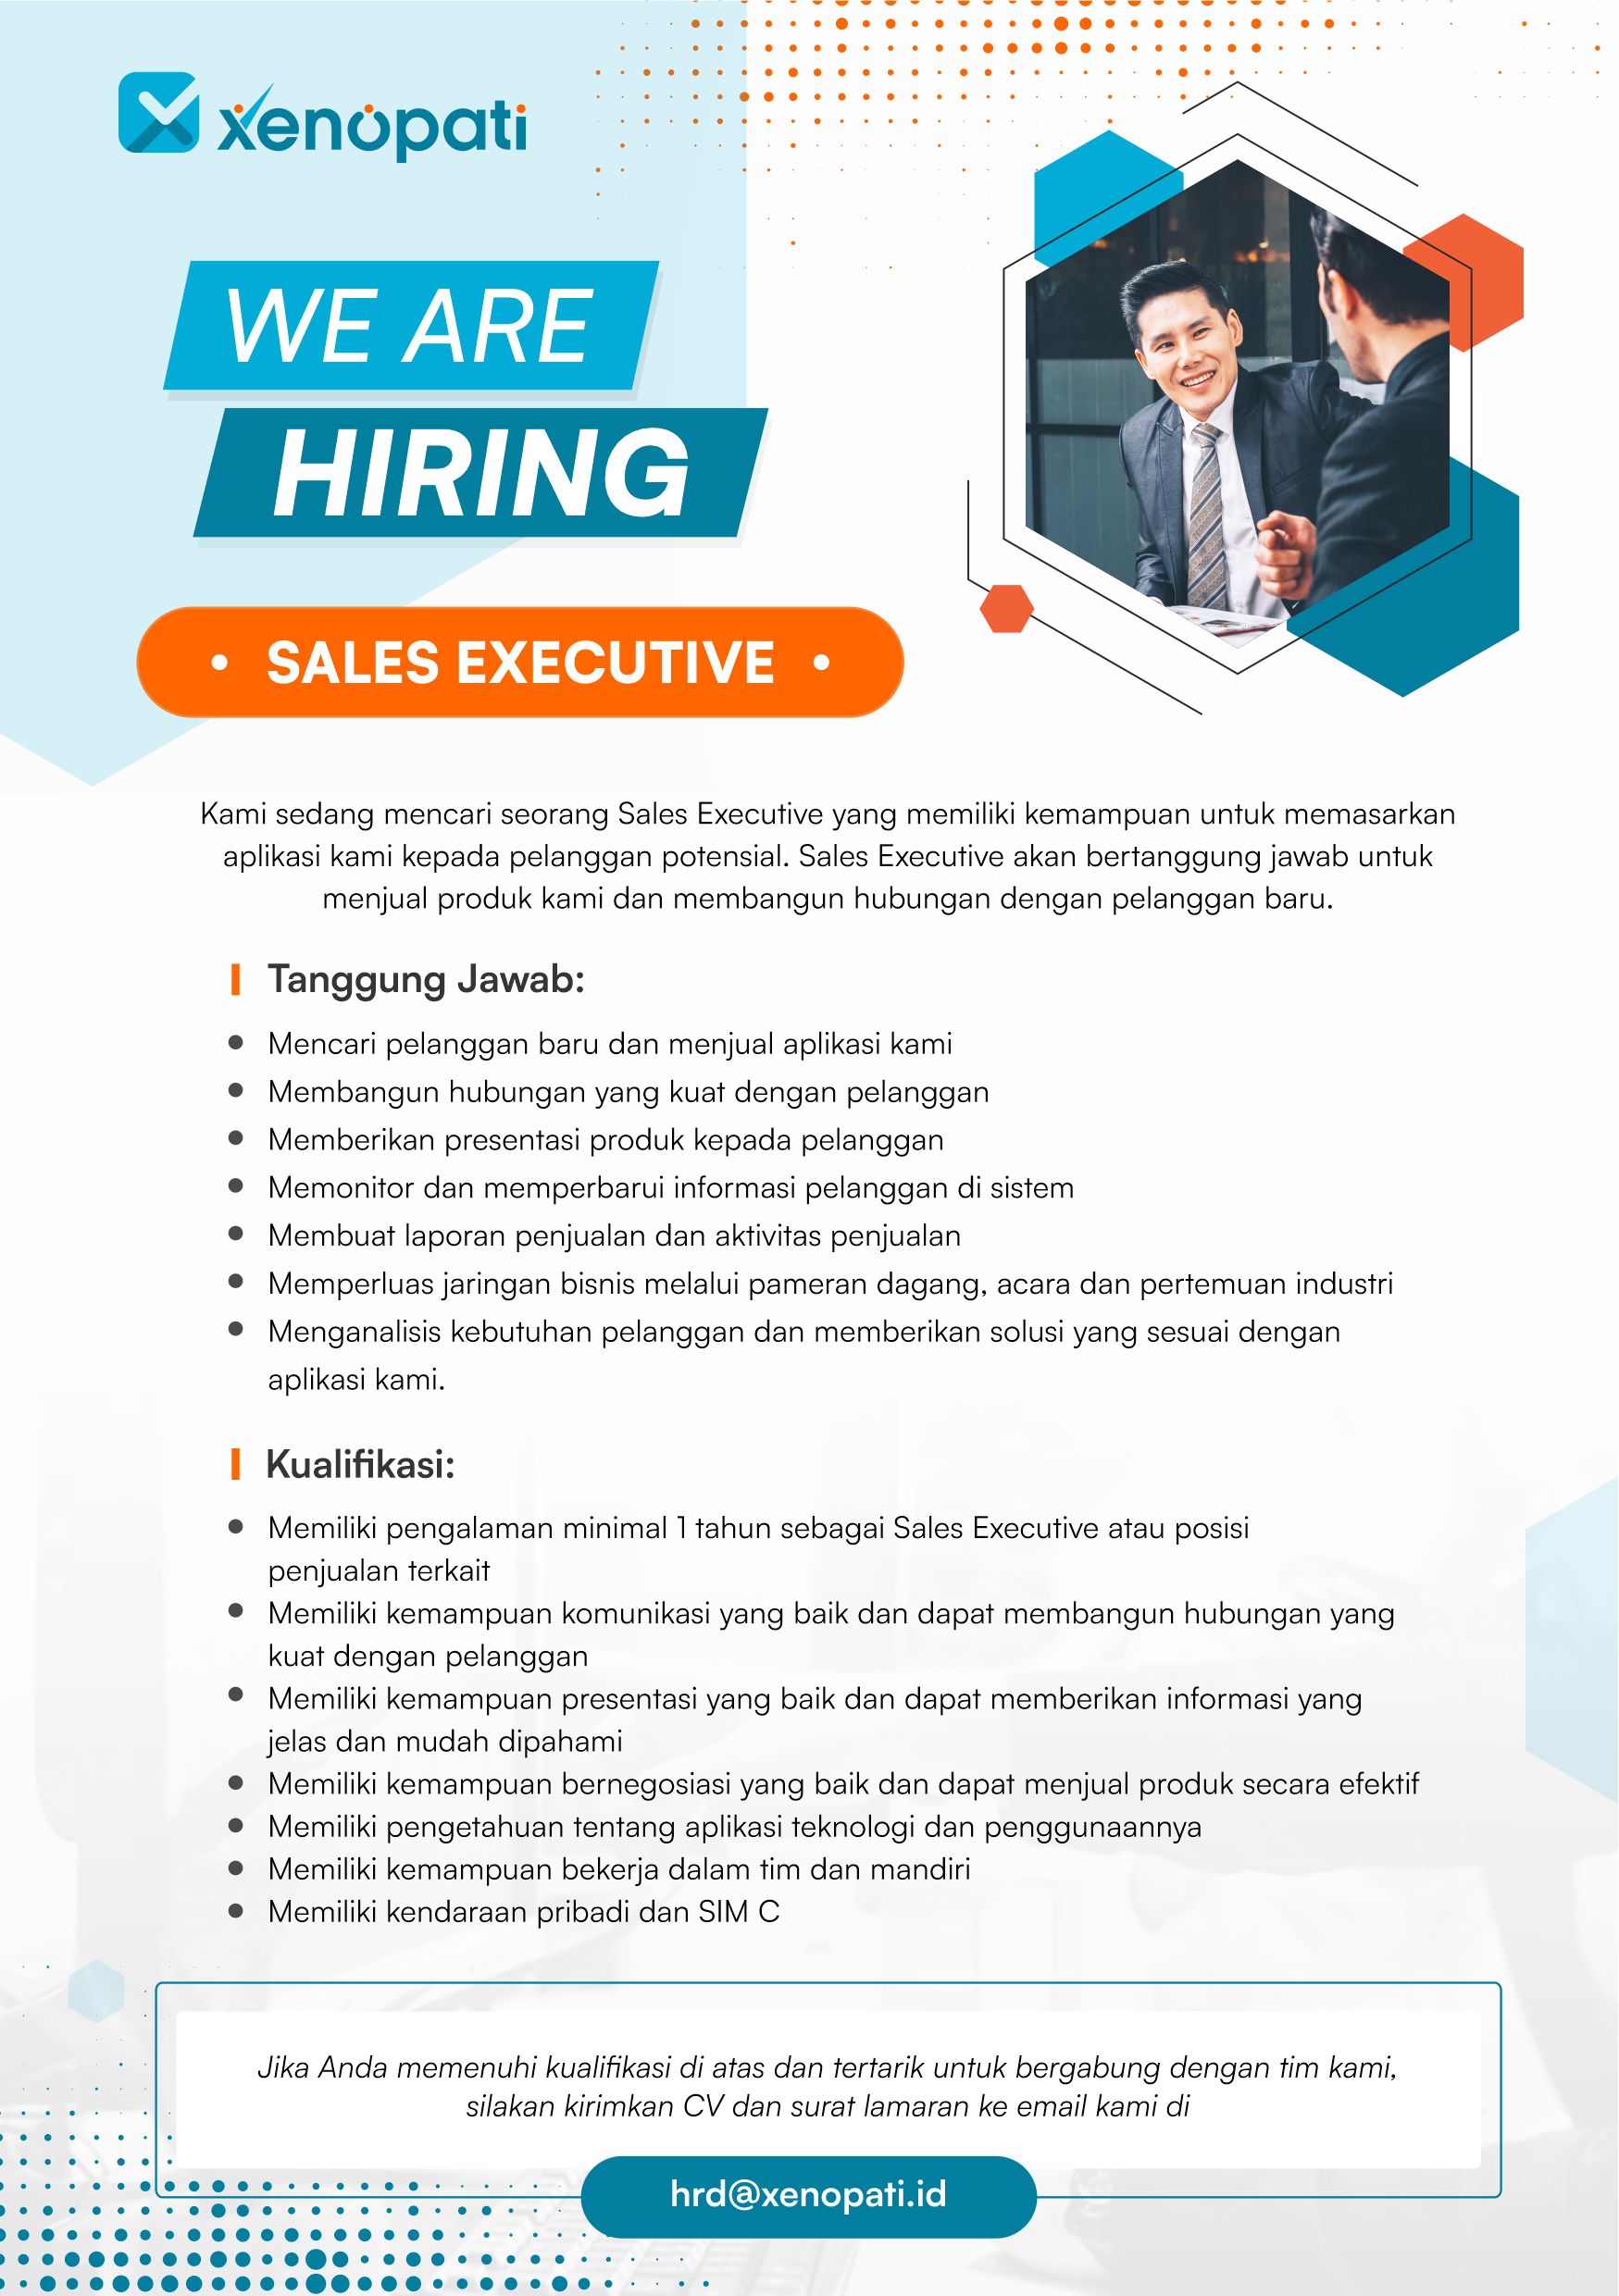 xenopati
WE ARE
HIRING
• SALES EXECUTIVE •
Kami sedang mencari seorang Sales Executive yang memiliki kemampuan untuk memasarkan
aplikasi kami kepada pelanggan potensial. Sales Executive akan bertanggung jawab untuk
menjual produk kami dan membangun hubungan dengan pelanggan baru.
Tanggung Jawab:
• Mencari pelanggan baru dan menjual aplikasi kami
• Membangun hubungan yang kuat dengan pelanggan
• Memberikan presentasi produk kepada pelanggan
• Memonitor dan memperbarui informasi pelanggan di sistem
• Membuat laporan penjualan dan aktivitas penjualan
• Memperluas jaringan bisnis melalui pameran dagang, acara dan pertemuan industri
• Menganalisis kebutuhan pelanggan dan memberikan solusi yang sesuai dengan
aplikasi kami.
Kualifikasi:
• Memiliki pengalaman minimal 1 tahun sebagai Sales Executive atau posisi
penjualan terkait
• Memiliki kemampuan komunikasi yang baik dan dapat membangun hubungan yang
kuat dengan pelanggan
• Memiliki kemampuan presentasi yang baik dan dapat memberikan informasi yang
jelas dan mudah dipahami
• Memiliki kemampuan bernegosiasi yang baik dan dapat menjual produk secara efektif
• Memiliki pengetahuan tentang aplikasi teknologi dan penggunaannya
• Memiliki kemampuan bekerja dalam tim dan mandiri
• Memiliki kendaraan pribadi dan SIM C
Jika Anda memenuhi kualifikasi di atas dan tertarik untuk bergabung dengan tim kami,
silakan kirimkan CV dan surat lamaran ke email kami di
hrd@xenopati.id